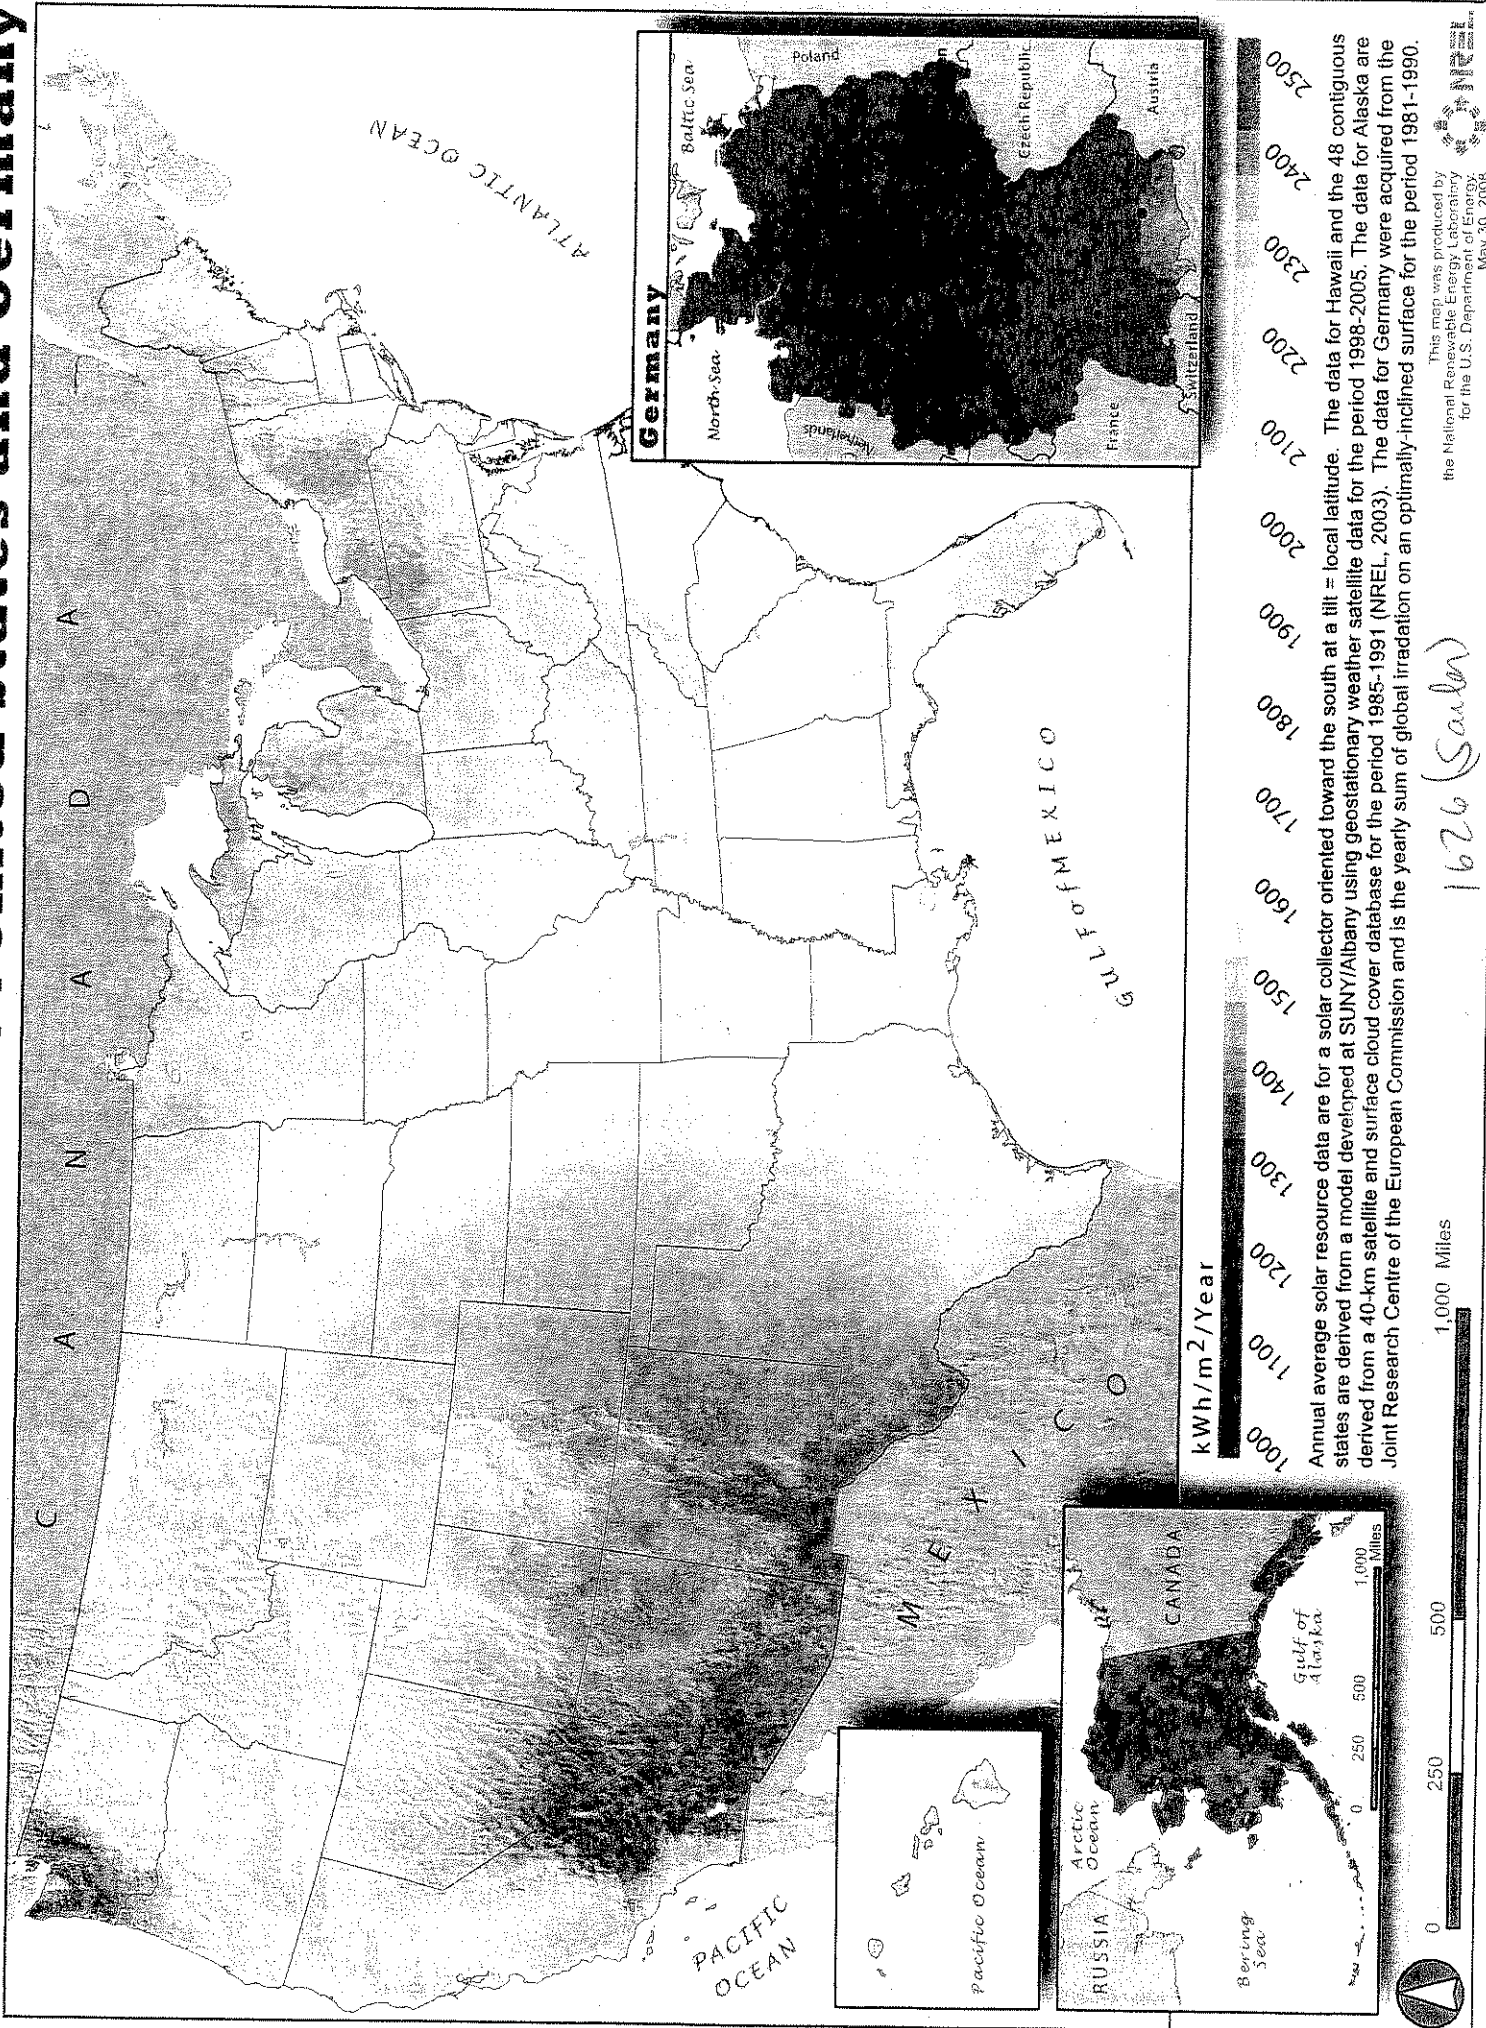 United States and Germany
C A N A D A
ATLANTIC OCEAN
PACIFIC
OCEAN
M E X I C O
GULF of MEXICO
Germany
North Sea
Baltic Sea
Poland
Netherlands
Czech Republic
France
Switzerland
Austria
Pacific Ocean
RUSSIA
Arctic
Ocean
CANADA
Bering
Sea
Gulf of
Alaska
0 250 500 1,000
Miles
kWh/m²/Year
1000 1100 1200 1300 1400 1500 1600 1700 1800 1900 2000 2100 2200 2300 2400 2500
Annual average solar resource data are for a solar collector oriented toward the south at a tilt = local latitude. The data for Hawaii and the 48 contiguous
states are derived from a model developed at SUNY/Albany using geostationary weather satellite data for the period 1998-2005. The data for Alaska are
derived from a 40-km satellite and surface cloud cover database for the period 1985-1991 (NREL, 2003). The data for Germany were acquired from the
Joint Research Centre of the European Commission and is the yearly sum of global irradation on an optimally-inclined surface for the period 1981-1990.
0 250 500 1,000 Miles
1626
This map was produced by
the National Renewable Energy Laboratory
for the U.S. Department of Energy.
May 30, 2008
NREL